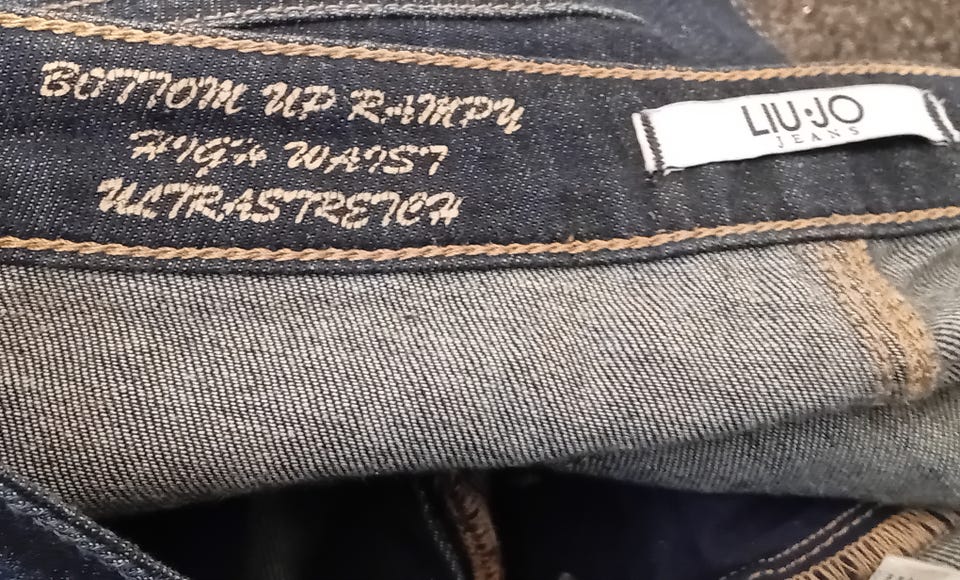 BOTTOM UP RAMPY
HIGH WAIST
ULTRASTRETCH
LIU·JO
JEANS